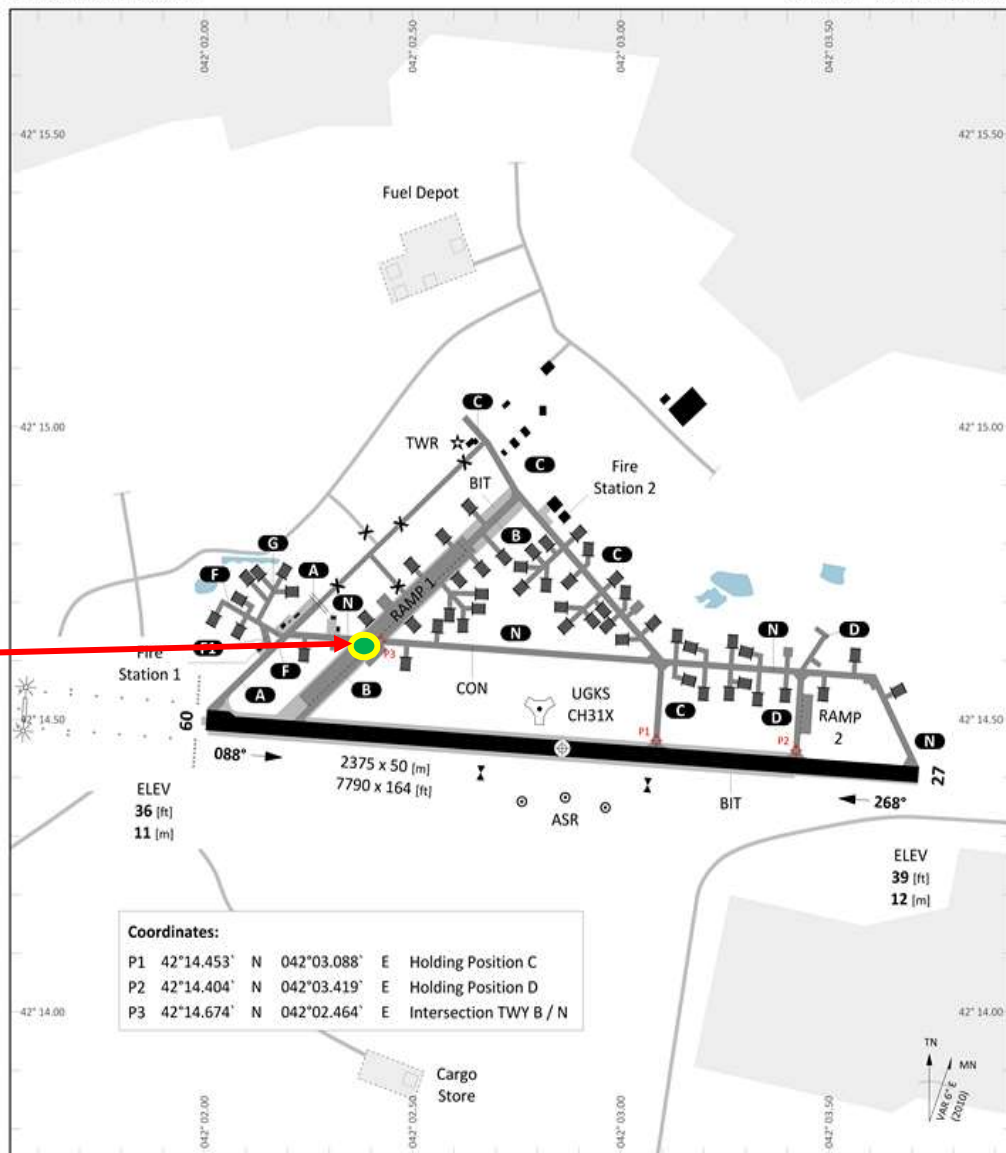 042° 02.00
042° 02.50
042° 03.00
042° 03.50
42° 15.50
42° 15.50
Fuel Depot
42° 15.00
42° 15.00
C
TWR
C
BIT
Fire
Station 2
G
A
B
C
F
N
RAMP 1
N
N
D
P3
Fire
Station 1
F
A
B
CON
UGKS
CH31X
C
D
RAMP
2
P1
P2
42° 14.50
42° 14.50
N
09
27
088°
2375 x 50 [m]
7790 x 164 [ft]
BIT
268°
ASR
ELEV
36 [ft]
11 [m]
ELEV
39 [ft]
12 [m]
Coordinates:
P1 42°14.453` N 042°03.088` E Holding Position C
P2 42°14.404` N 042°03.419` E Holding Position D
P3 42°14.674` N 042°02.464` E Intersection TWY B / N
42° 14.00
42° 14.00
Cargo
Store
TN
MN
VAR 6° E
(2010)
042° 02.00
042° 02.50
042° 03.00
042° 03.50